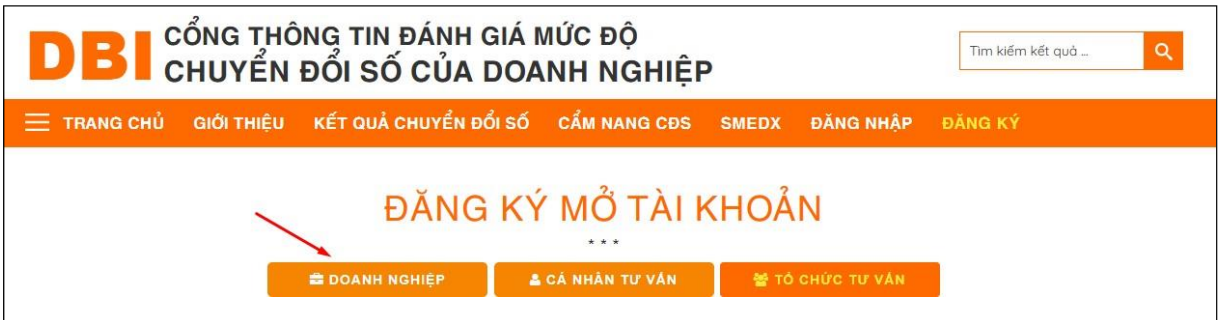 DBI
CỔNG THÔNG TIN ĐÁNH GIÁ MỨC ĐỘ
CHUYỂN ĐỔI SỐ CỦA DOANH NGHIỆP
Tìm kiếm kết quả ...
TRANG CHỦ GIỚI THIỆU KẾT QUẢ CHUYỂN ĐỔI SỐ CẨM NANG CĐS SMEDX ĐĂNG NHẬP ĐĂNG KÝ
ĐĂNG KÝ MỞ TÀI KHOẢN
* * *
DOANH NGHIỆP CÁ NHÂN TƯ VẤN TỔ CHỨC TƯ VẤN